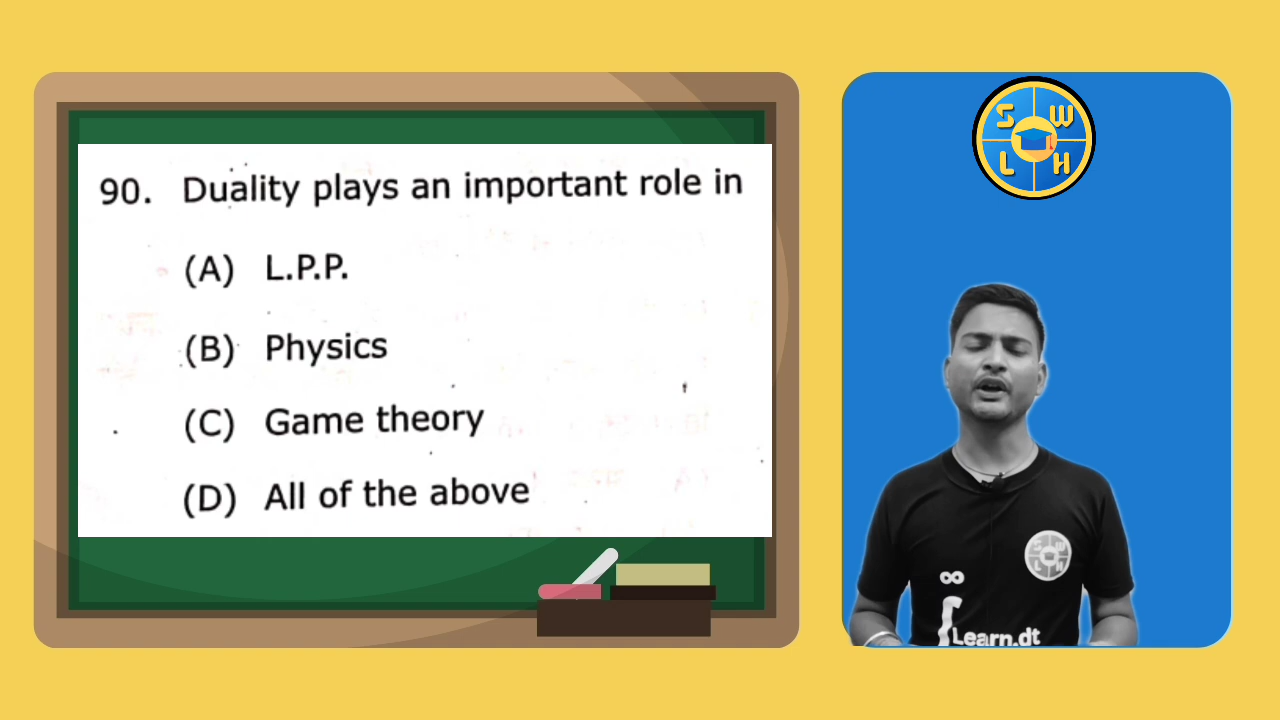 90. Duality plays an important role in
(A) L.P.P.
(B) Physics
(C) Game theory
(D) All of the above
S W
L H
S W
L H
∞
∫Learn.dt